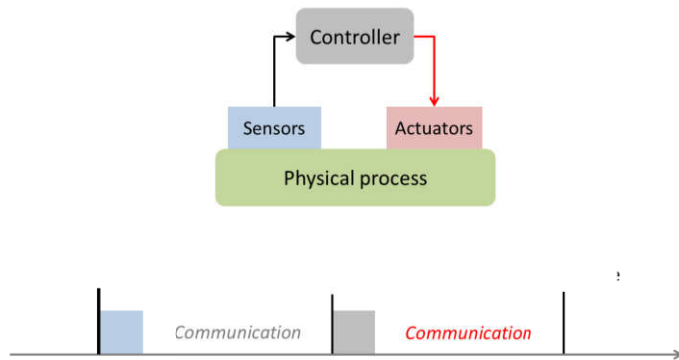 Controller
Sensors
Actuators
Physical process
Communication
Communication